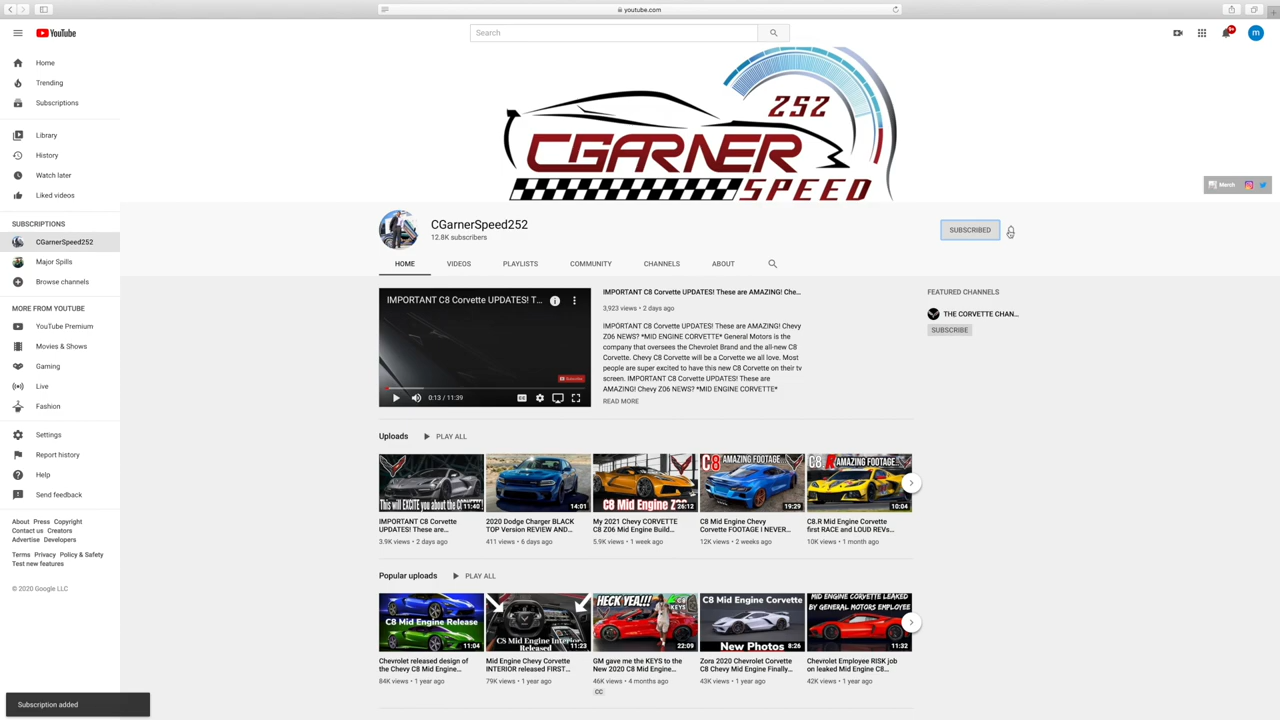 youtube.com
YouTube
Search
9+
m
Home
Trending
Subscriptions
Library
History
Watch later
Liked videos
SUBSCRIPTIONS
CGarnerSpeed252
Major Spills
Browse channels
MORE FROM YOUTUBE
YouTube Premium
Movies & Shows
Gaming
Live
Fashion
Settings
Report history
Help
Send feedback
About Press Copyright
Contact us Creators
Advertise Developers
Terms Privacy Policy & Safety
Test new features
© 2020 Google LLC
Subscription added
252
CGARNER
SPEED
Merch
CGarnerSpeed252
12.8K subscribers
SUBSCRIBED
HOME VIDEOS PLAYLISTS COMMUNITY CHANNELS ABOUT
IMPORTANT C8 Corvette UPDATES! T...
Subscribe
0:13 / 11:39
CC
IMPORTANT C8 Corvette UPDATES! These are AMAZING! Che...
3,923 views • 2 days ago
IMPORTANT C8 Corvette UPDATES! These are AMAZING! Chevy
Z06 NEWS? *MID ENGINE CORVETTE* General Motors is the
company that oversees the Chevrolet Brand and the all-new C8
Corvette. Chevy C8 Corvette will be a Corvette we all love. Most
people are super excited to have this new C8 Corvette on their tv
screen. IMPORTANT C8 Corvette UPDATES! These are
AMAZING! Chevy Z06 NEWS? *MID ENGINE CORVETTE*
READ MORE
FEATURED CHANNELS
THE CORVETTE CHAN...
SUBSCRIBE
Uploads PLAY ALL
This will EXCITE you about the
11:40
IMPORTANT C8 Corvette
UPDATES! These are...
3.9K views • 2 days ago
14:01
2020 Dodge Charger BLACK
TOP Version REVIEW AND...
411 views • 6 days ago
C8 Mid Engine
26:12
My 2021 Chevy CORVETTE
C8 Z06 Mid Engine Build...
5.9K views • 1 week ago
C8 AMAZING FOOTAGE
19:29
C8 Mid Engine Chevy
Corvette FOOTAGE I NEVER...
12K views • 2 weeks ago
C8.R AMAZING FOOTAGE...
10:04
C8.R Mid Engine Corvette
first RACE and LOUD REVs...
10K views • 1 month ago
Popular uploads PLAY ALL
C8 Mid Engine Release
11:04
Chevrolet released design of
the Chevy C8 Mid Engine...
84K views • 1 year ago
C8 Mid Engine Interior
Released
11:23
Mid Engine Chevy Corvette
INTERIOR released FIRST...
79K views • 1 year ago
HECK YEA!!!
C8
KEYS
22:09
GM gave me the KEYS to the
New 2020 C8 Mid Engine...
46K views • 4 months ago
CC
C8 Mid Engine Corvette
New Photos
8:26
Zora 2020 Chevrolet Corvette
C8 Chevy Mid Engine Finally...
43K views • 1 year ago
MID ENGINE CORVETTE LEAKED
BY GENERAL MOTORS EMPLOYEE
11:32
Chevrolet Employee RISK job
on leaked Mid Engine C8...
42K views • 1 year ago